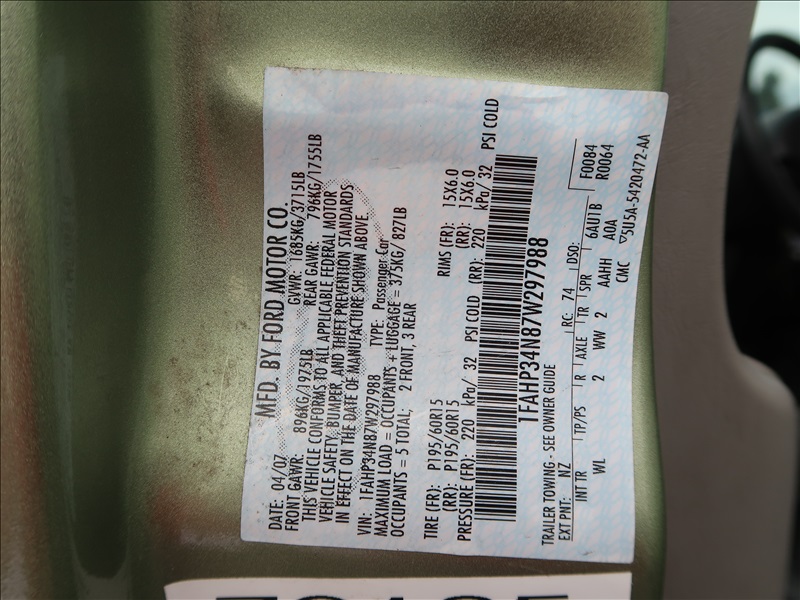 MFD. BY FORD MOTOR CO.
DATE: 04/07 GVWR: 1685KG/3715LB
FRONT GAWR: 896KG/1975LB REAR GAWR: 796KG/1755LB
THIS VEHICLE CONFORMS TO ALL APPLICABLE FEDERAL MOTOR
VEHICLE SAFETY, BUMPER, AND THEFT PREVENTION STANDARDS
IN EFFECT ON THE DATE OF MANUFACTURE SHOWN ABOVE.
VIN: 1FAHP34N87W297988 TYPE: Passenger Car
MAXIMUM LOAD = OCCUPANTS + LUGGAGE = 375KG/ 827LB
OCCUPANTS = 5 TOTAL; 2 FRONT, 3 REAR
TIRE (FR): P195/60R15 RIMS (FR): 15X6.0
(RR): P195/60R15 (RR): 15X6.0
PRESSURE (FR): 220 kPa/ 32 PSI COLD (RR): 220 kPa/ 32 PSI COLD
1FAHP34N87W297988
TRAILER TOWING - SEE OWNER GUIDE F0084
EXT PNT: NZ RC: 74 DSO: R0064
INT TR TP/PS R AXLE TR SPR 6AU1B
WL 2 WW 2 AAHH A0A
CMC ▽5U5A-5420472-AA